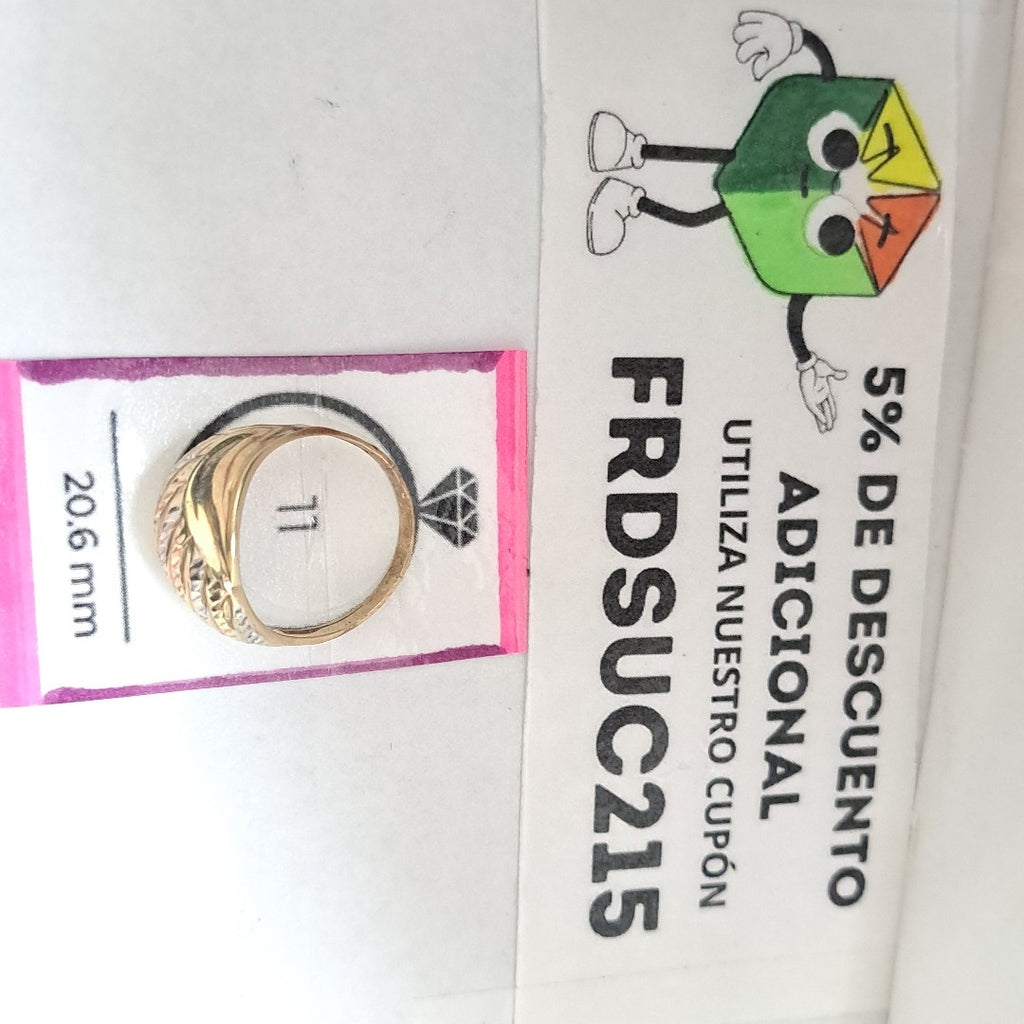 5% DE DESCUENTO
ADICIONAL
UTILIZA NUESTRO CUPÓN
FRDSUC215
11
20.6 mm